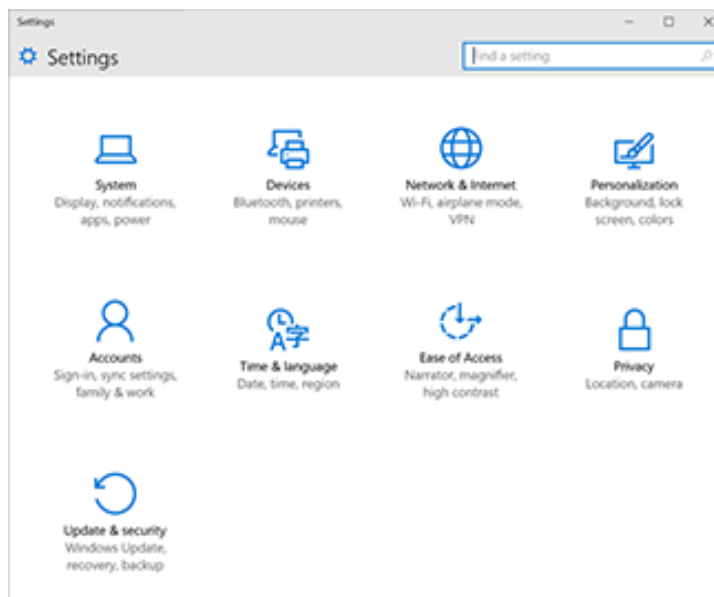 Settings
Settings
Find a setting
System
Display, notifications,
apps, power
Devices
Bluetooth, printers,
mouse
Network & Internet
Wi-Fi, airplane mode,
VPN
Personalization
Background, lock
screen, colors
Accounts
Sign-in, sync settings,
family & work
A字
Time & language
Date, time, region
Ease of Access
Narrator, magnifier,
high contrast
Privacy
Location, camera
Update & security
Windows Update,
recovery, backup